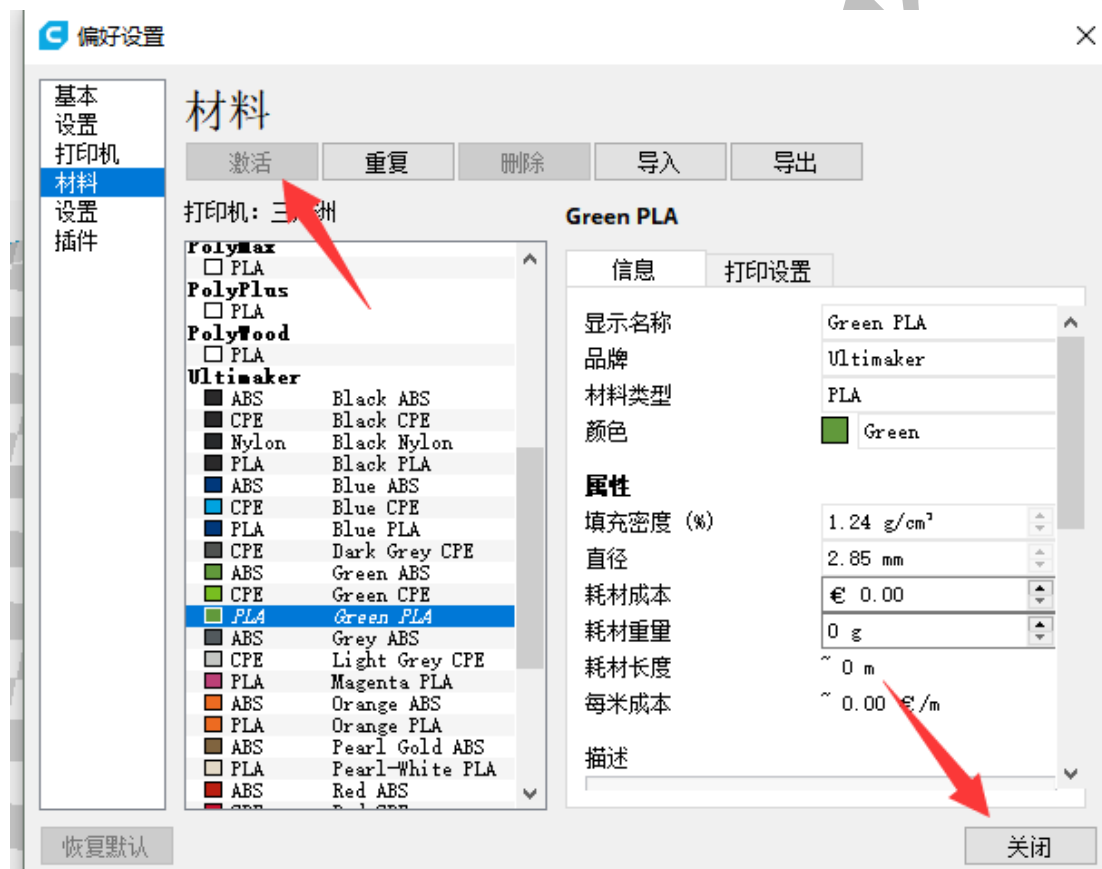 偏好设置
基本
设置
打印机
材料
设置
插件
材料
激活
重复
删除
导入
导出
打印机：三
州
PolyMax
PLA
PolyPlus
PLA
PolyWood
PLA
Ultimaker
ABS Black ABS
CPE Black CPE
Nylon Black Nylon
PLA Black PLA
ABS Blue ABS
CPE Blue CPE
PLA Blue PLA
CPE Dark Grey CPE
ABS Green ABS
CPE Green CPE
PLA Green PLA
ABS Grey ABS
CPE Light Grey CPE
PLA Magenta PLA
ABS Orange ABS
PLA Orange PLA
ABS Pearl Gold ABS
PLA Pearl-White PLA
ABS Red ABS
Green PLA
信息
打印设置
显示名称 Green PLA
品牌 Ultimaker
材料类型 PLA
颜色 Green
属性
填充密度 (%) 1.24 g/cm³
直径 2.85 mm
耗材成本 € 0.00
耗材重量 0 g
耗材长度 ~ 0 m
每米成本 ~ 0.00 €/m
描述
恢复默认
关闭